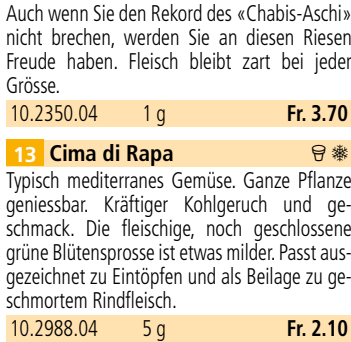 Auch wenn Sie den Rekord des «Chabis-Aschi»
nicht brechen, werden Sie an diesen Riesen
Freude haben. Fleisch bleibt zart bei jeder
Grösse.
10.2350.04 1 g Fr. 3.70
13 Cima di Rapa
Typisch mediterranes Gemüse. Ganze Pflanze
geniessbar. Kräftiger Kohlgeruch und ge-
schmack. Die fleischige, noch geschlossene
grüne Blütensprosse ist etwas milder. Passt aus-
gezeichnet zu Eintöpfen und als Beilage zu ge-
schmortem Rindfleisch.
10.2988.04 5 g Fr. 2.10